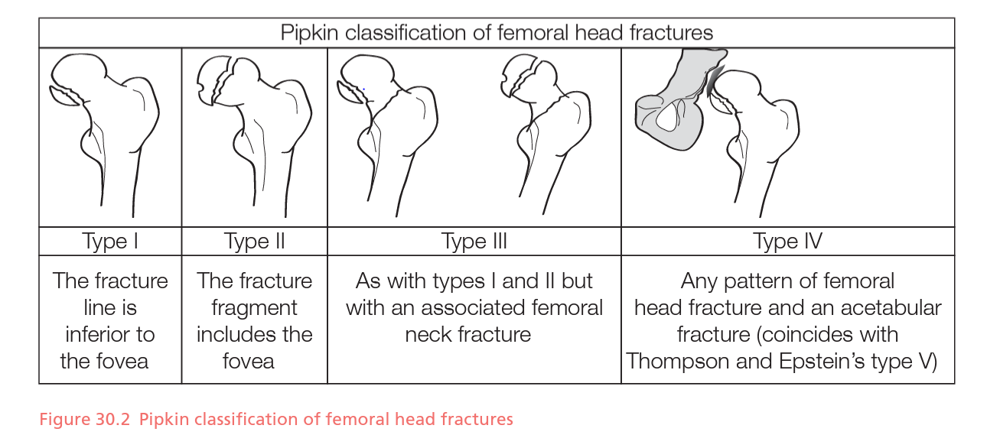 Pipkin classification of femoral head fractures
Type I
Type II
Type III
Type IV
The fracture
line is
inferior to
the fovea
The fracture
fragment
includes the
fovea
As with types I and II but
with an associated femoral
neck fracture
Any pattern of femoral
head fracture and an acetabular
fracture (coincides with
Thompson and Epstein’s type V)
Figure 30.2 Pipkin classification of femoral head fractures